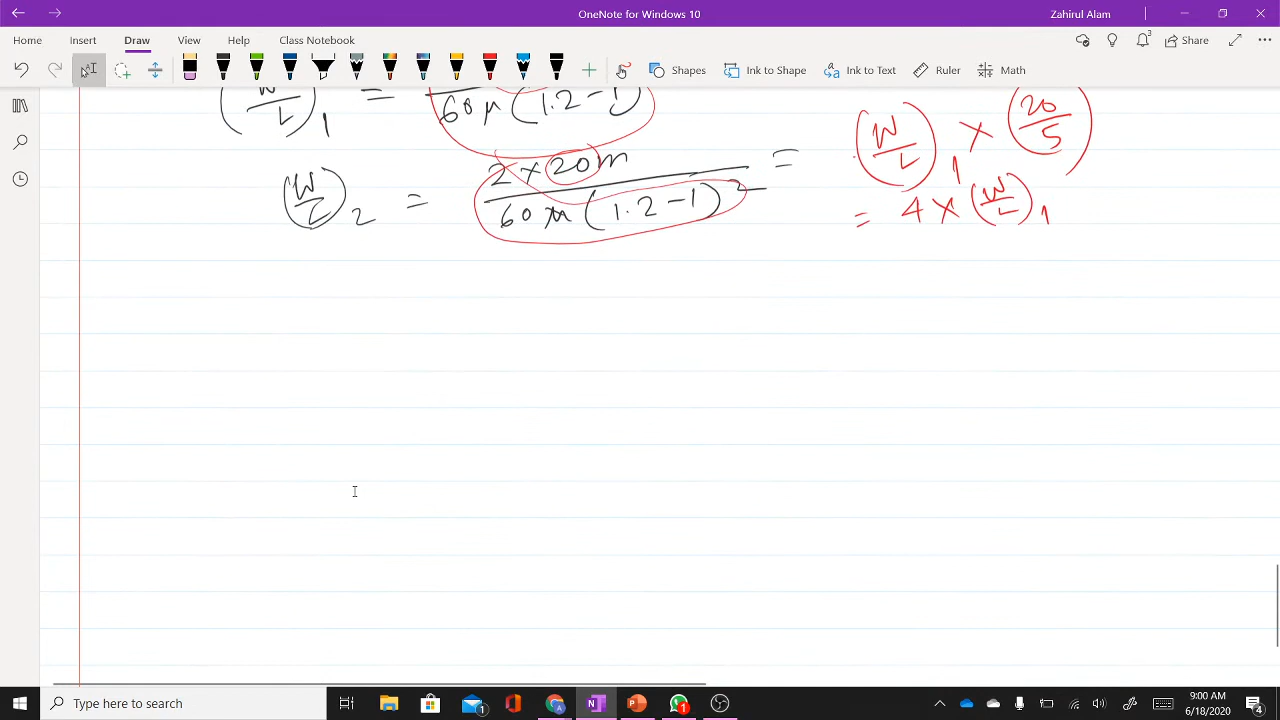 OneNote for Windows 10
Zahirul Alam
Home Insert Draw View Help Class Notebook
Share
Shapes Ink to Shape Ink to Text Ruler Math
(W/L)1 = 60μ(1.2-1)
(W/L)2 = 2×20m / 60μ(1.2-1)^2 = (W/L)1 × (20/5)
= 4 × (W/L)1
Type here to search
9:00 AM
6/18/2020